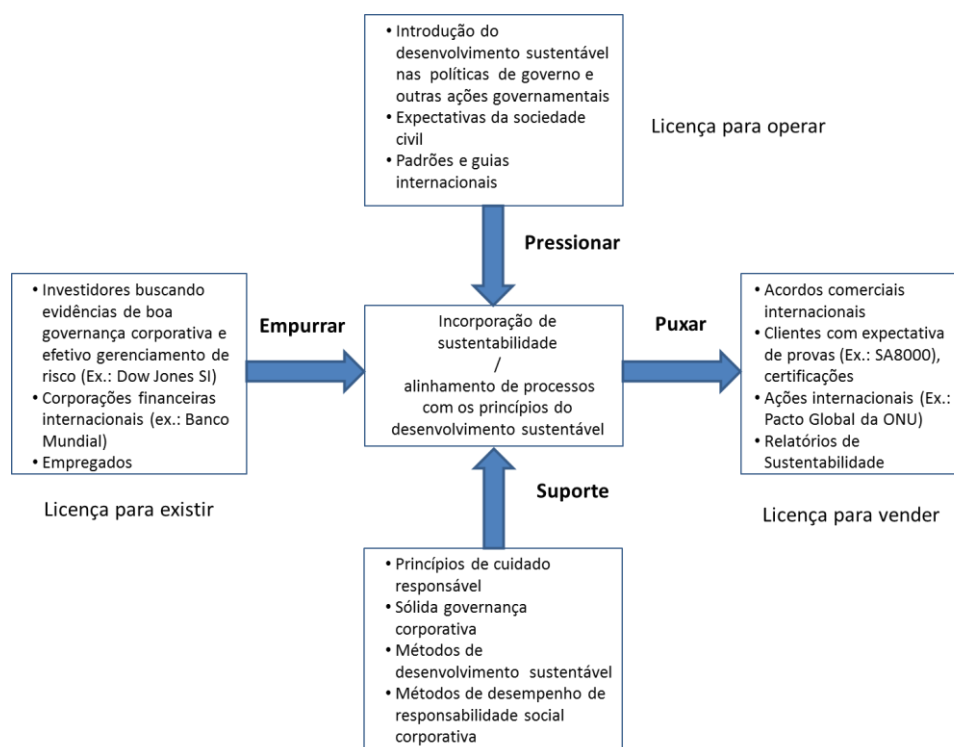 • Introdução do
desenvolvimento sustentável
nas políticas de governo e
outras ações governamentais
• Expectativas da sociedade
civil
• Padrões e guias
internacionais
Licença para operar
Pressionar
• Investidores buscando
evidências de boa
governança corporativa e
efetivo gerenciamento de
risco (Ex.: Dow Jones SI)
• Corporações financeiras
internacionais (ex.: Banco
Mundial)
• Empregados
Licença para existir
Empurrar
Incorporação de
sustentabilidade
/
alinhamento de processos
com os princípios do
desenvolvimento sustentável
Puxar
• Acordos comerciais
internacionais
• Clientes com expectativa
de provas (Ex.: SA8000),
certificações
• Ações internacionais (Ex.:
Pacto Global da ONU)
• Relatórios de
Sustentabilidade
Licença para vender
Suporte
• Princípios de cuidado
responsável
• Sólida governança
corporativa
• Métodos de
desenvolvimento sustentável
• Métodos de desempenho de
responsabilidade social
corporativa